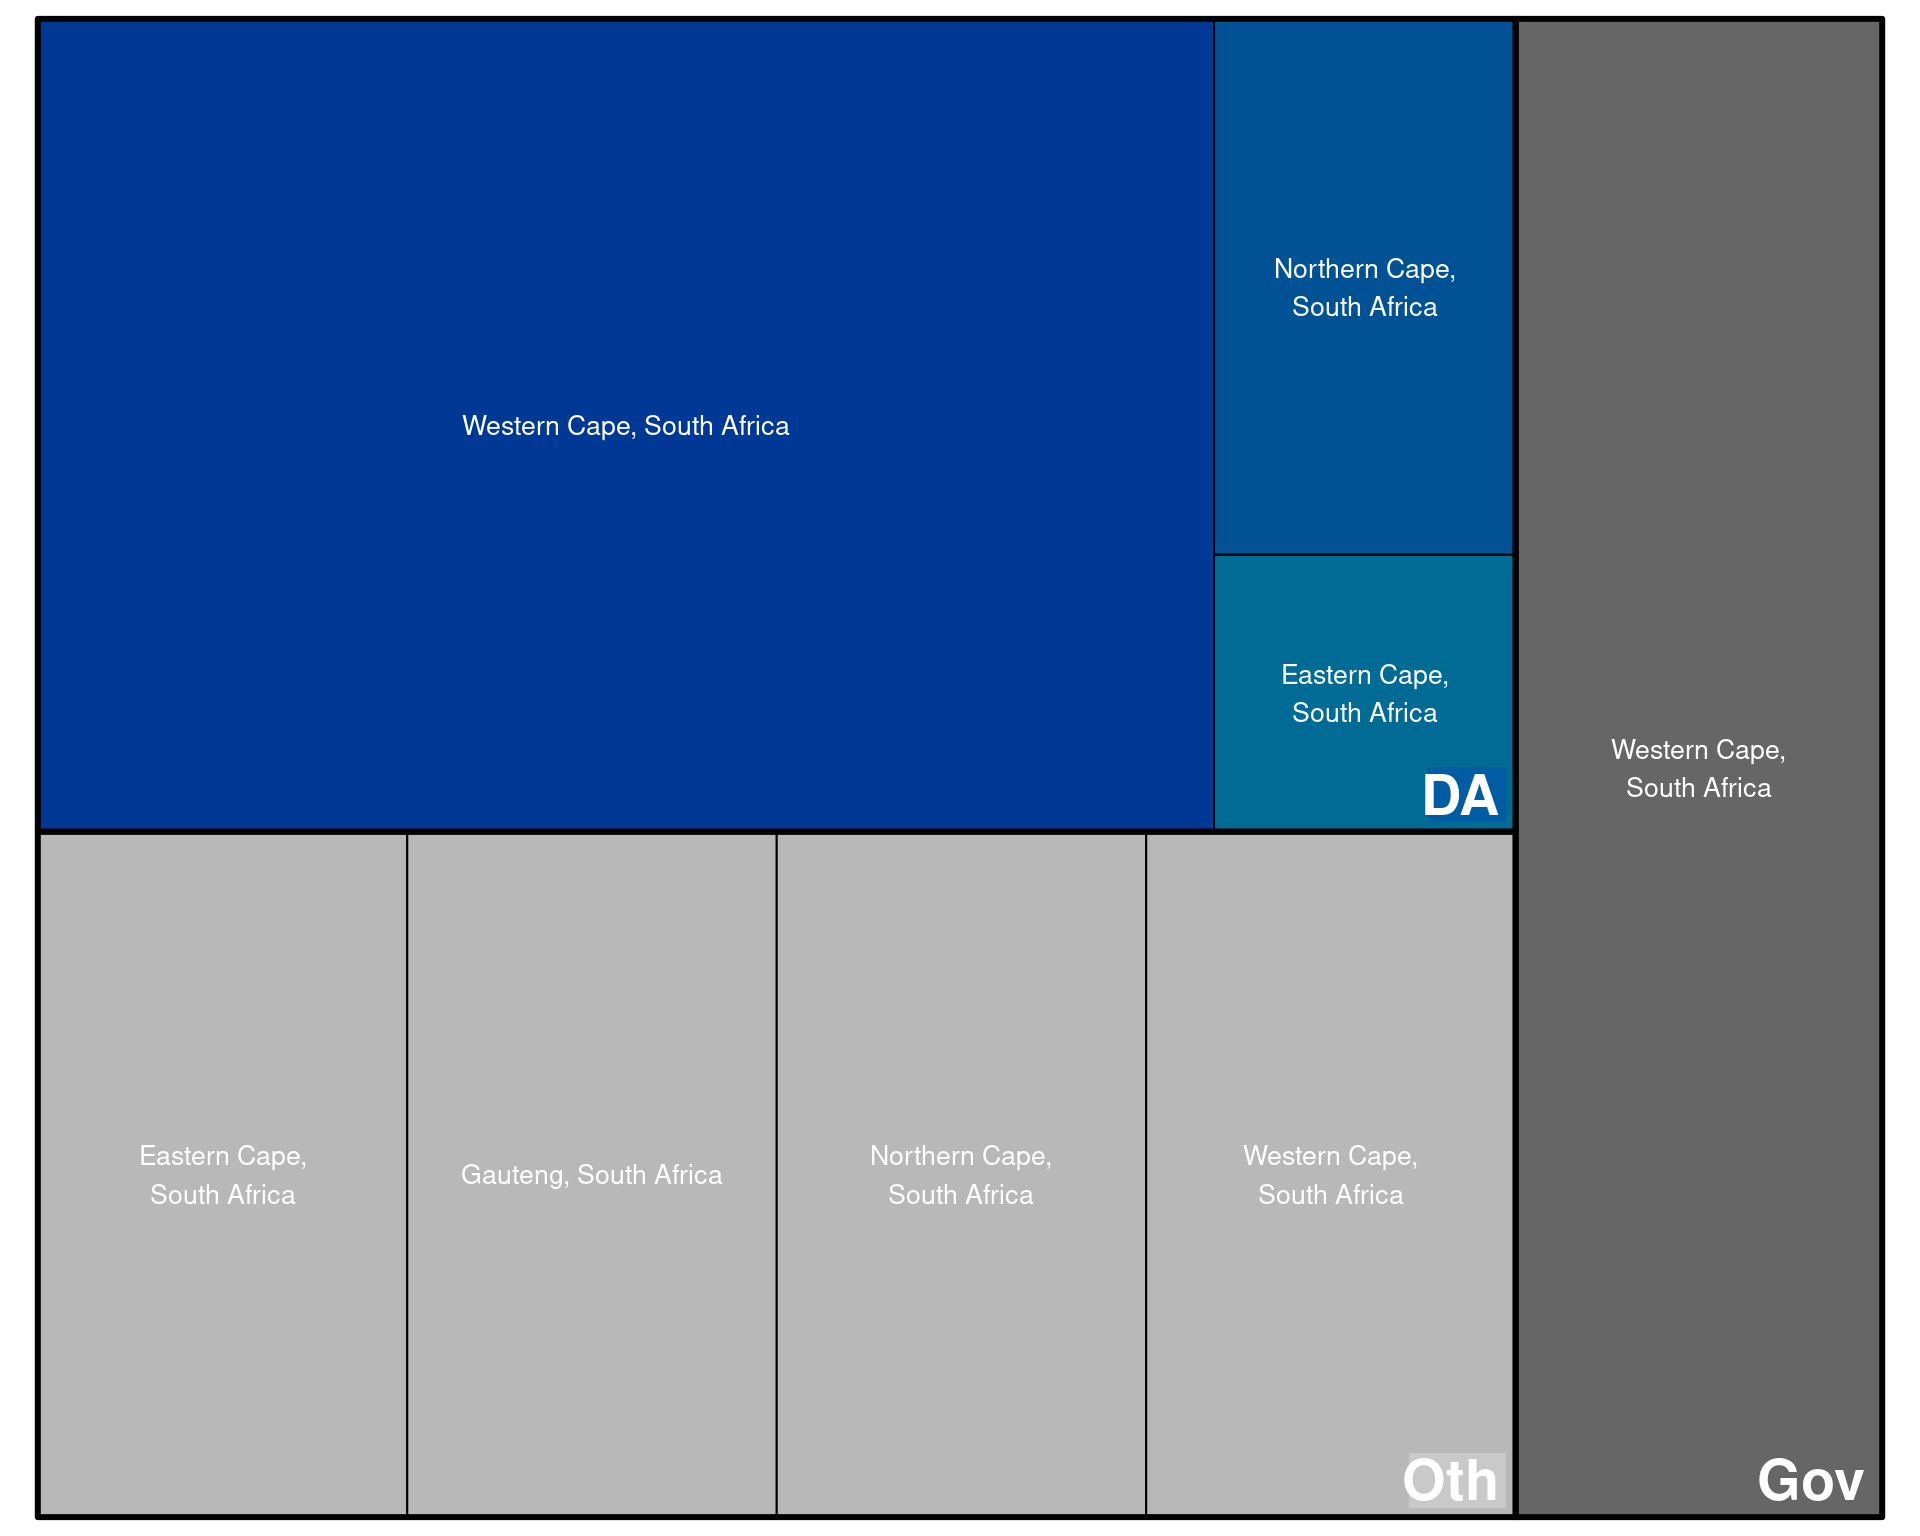 Western Cape, South Africa
Northern Cape,
South Africa
Eastern Cape,
South Africa
DA
Western Cape,
South Africa
Gov
Eastern Cape,
South Africa
Gauteng, South Africa
Northern Cape,
South Africa
Western Cape,
South Africa
Oth